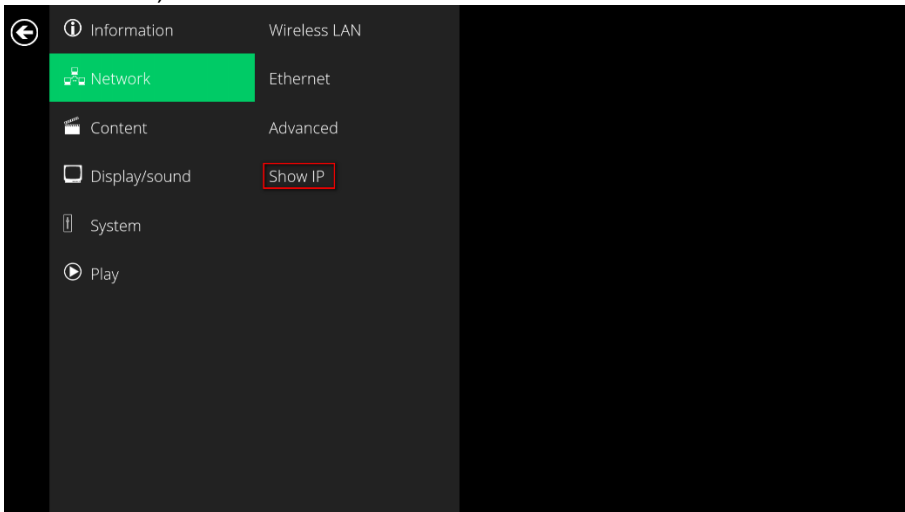 Information
Network
Content
Display/sound
System
Play
Wireless LAN
Ethernet
Advanced
Show IP